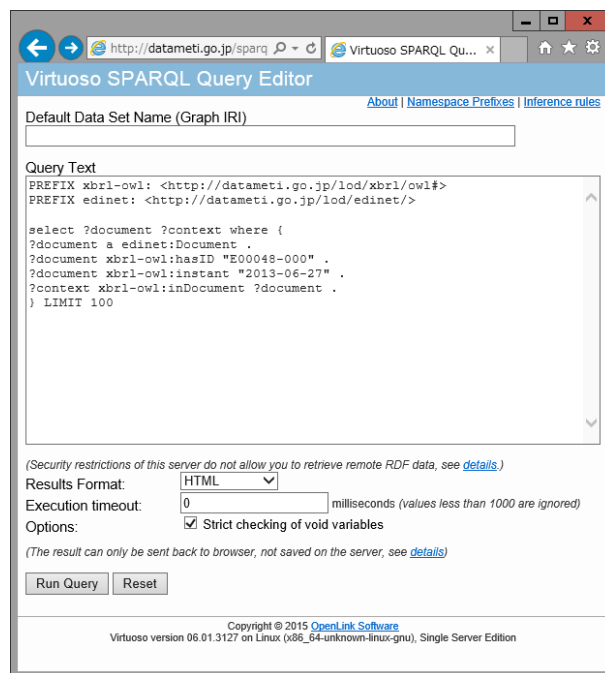 http://datameti.go.jp/sparq
Virtuoso SPARQL Qu...
Virtuoso SPARQL Query Editor
About | Namespace Prefixes | Inference rules
Default Data Set Name (Graph IRI)
Query Text
PREFIX xbrl-owl: <http://datameti.go.jp/lod/xbrl/owl#>
PREFIX edinet: <http://datameti.go.jp/lod/edinet/>
select ?document ?context where {
?document a edinet:Document .
?document xbrl-owl:hasID "E00048-000" .
?document xbrl-owl:instant "2013-06-27" .
?context xbrl-owl:inDocument ?document .
} LIMIT 100
(Security restrictions of this server do not allow you to retrieve remote RDF data, see details.)
Results Format: HTML
Execution timeout: 0 milliseconds (values less than 1000 are ignored)
Options: Strict checking of void variables
(The result can only be sent back to browser, not saved on the server, see details)
Run Query Reset
Copyright © 2015 OpenLink Software
Virtuoso version 06.01.3127 on Linux (x86_64-unknown-linux-gnu), Single Server Edition